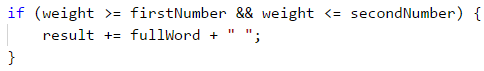 if (weight >= firstNumber && weight <= secondNumber) {
    result += fullWord + " ";
}